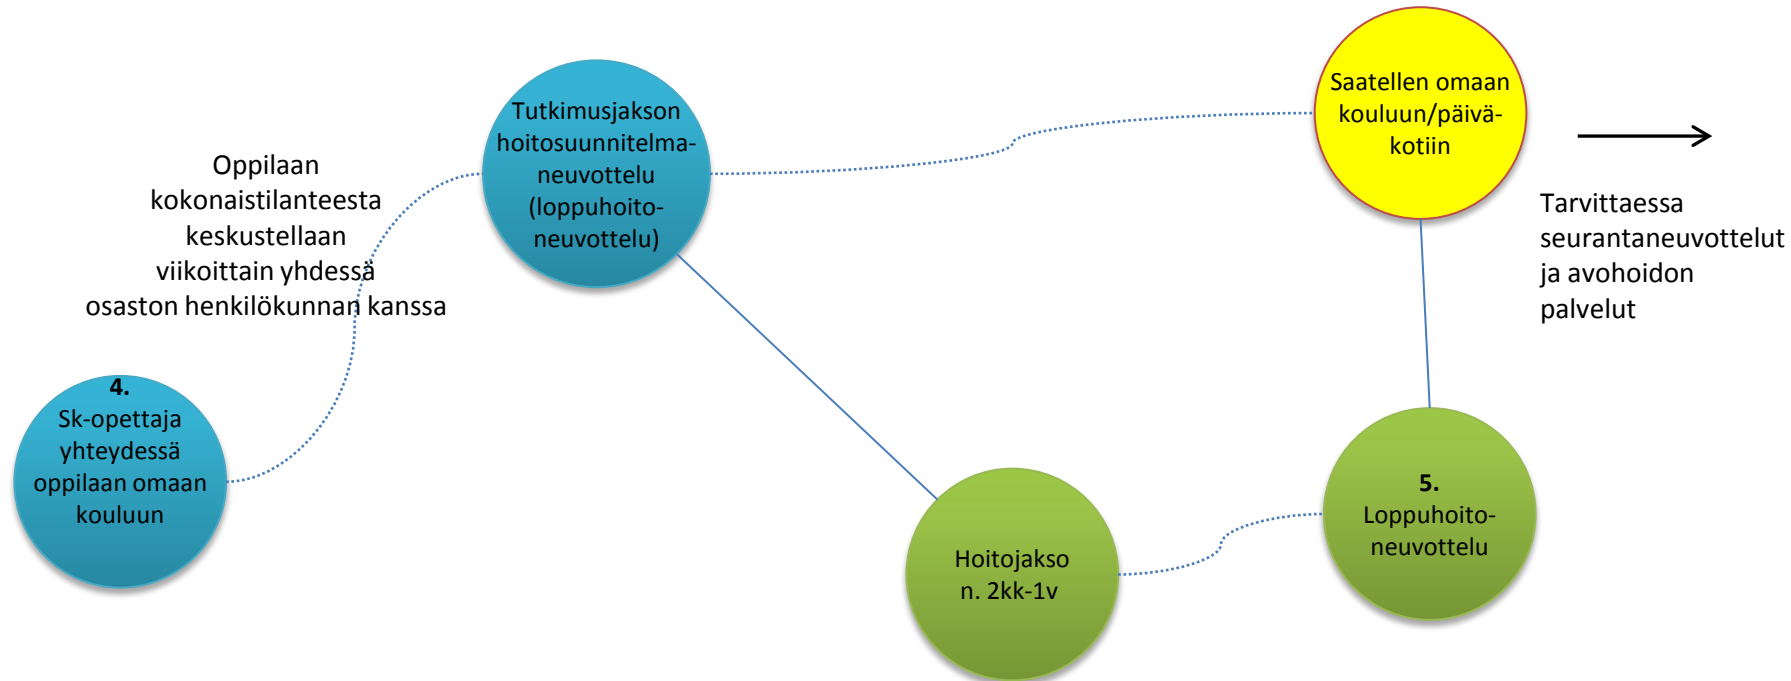 Oppilaan
kokonaistilanteesta
keskustellaan
viikoittain yhdessä
osaston henkilökunnan kanssa
4.
Sk-opettaja
yhteydessä
oppilaan omaan
kouluun
Tutkimusjakson
hoitosuunnitelma-
neuvottelu
(loppuhoito-
neuvottelu)
Hoitojakso
n. 2kk-1v
5.
Loppuhoito-
neuvottelu
Saatellen omaan
kouluun/päivä-
kotiin
Tarvittaessa
seurantaneuvottelut
ja avohoidon
palvelut